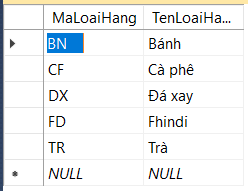 MaLoaiHang TenLoaiHa...
BN Bánh
CF Cà phê
DX Đá xay
FD Fhindi
TR Trà
NULL NULL